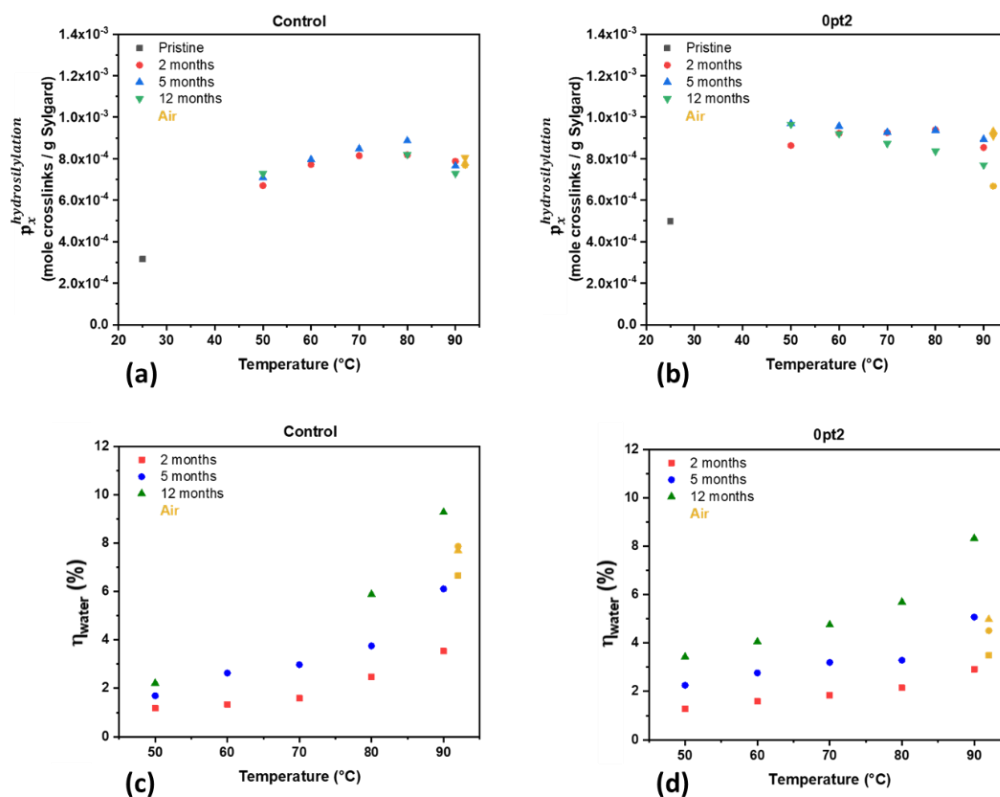 Control
1.4x10⁻³
1.2x10⁻³
1.0x10⁻³
8.0x10⁻⁴
6.0x10⁻⁴
4.0x10⁻⁴
2.0x10⁻⁴
0.0
Pristine
2 months
5 months
12 months
Air
pₓʰʸᵈʳᵒˢⁱˡʸˡᵃᵗⁱᵒⁿ
(mole crosslinks / g Sylgard)
20 30 40 50 60 70 80 90
Temperature (°C)
(a)
0pt2
1.4x10⁻³
1.2x10⁻³
1.0x10⁻³
8.0x10⁻⁴
6.0x10⁻⁴
4.0x10⁻⁴
2.0x10⁻⁴
0.0
Pristine
2 months
5 months
12 months
Air
pₓʰʸᵈʳᵒˢⁱˡʸˡᵃᵗⁱᵒⁿ
(mole crosslinks / g Sylgard)
20 30 40 50 60 70 80 90
Temperature (°C)
(b)
Control
12
10
8
6
4
2
0
2 months
5 months
12 months
Air
ηwater (%)
50 60 70 80 90
Temperature (°C)
(c)
0pt2
12
10
8
6
4
2
0
2 months
5 months
12 months
Air
ηwater (%)
50 60 70 80 90
Temperature (°C)
(d)